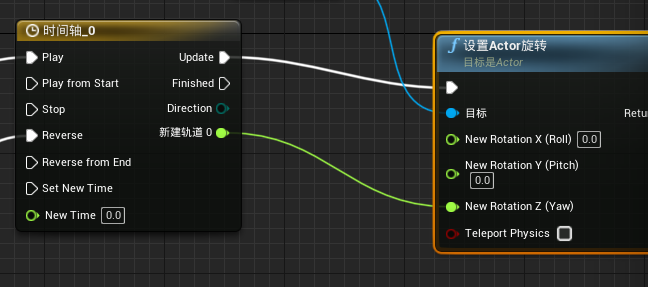 时间轴_0
Play
Update
Play from Start
Finished
Stop
Direction
Reverse
新建轨道 0
Reverse from End
Set New Time
New Time 0.0
f 设置Actor旋转
目标是Actor
目标
New Rotation X (Roll) 0.0
New Rotation Y (Pitch)
0.0
New Rotation Z (Yaw)
Teleport Physics